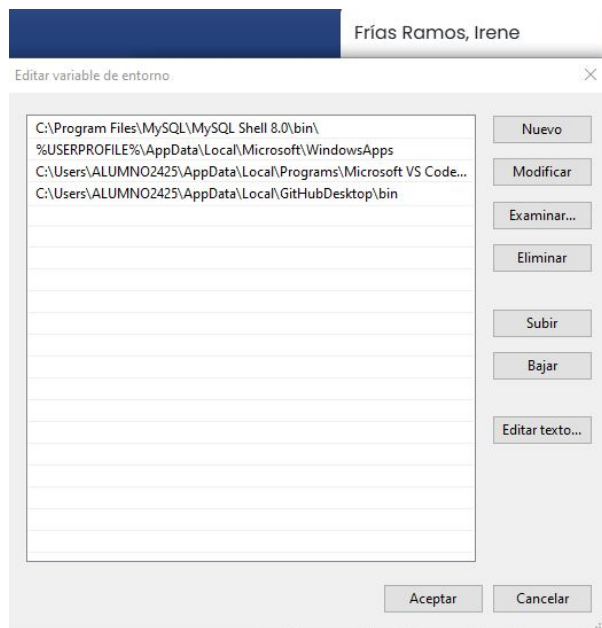 Frías Ramos, Irene
Editar variable de entorno
C:\Program Files\MySQL\MySQL Shell 8.0\bin\
%USERPROFILE%\AppData\Local\Microsoft\WindowsApps
C:\Users\ALUMNO2425\AppData\Local\Programs\Microsoft VS Code...
C:\Users\ALUMNO2425\AppData\Local\GitHubDesktop\bin
Nuevo
Modificar
Examinar...
Eliminar
Subir
Bajar
Editar texto...
Aceptar
Cancelar